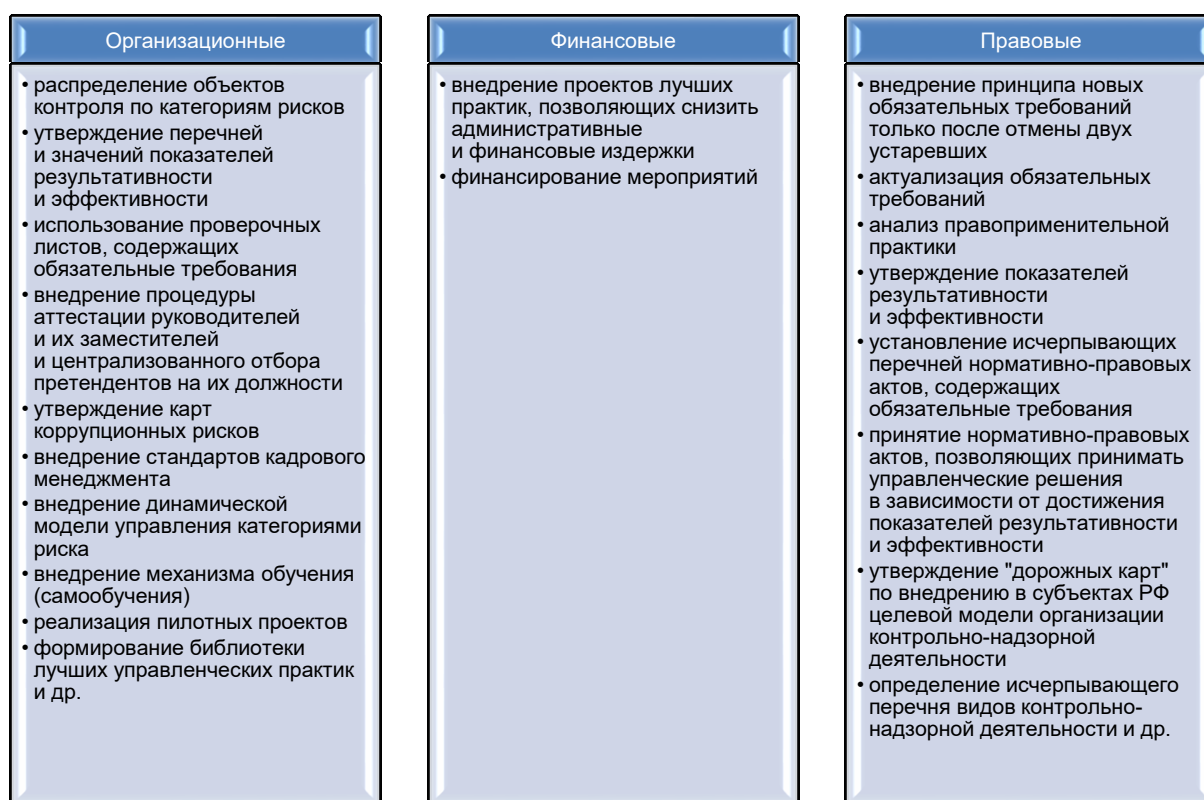 Организационные
• распределение объектов
контроля по категориям рисков
• утверждение перечней
и значений показателей
результативности
и эффективности
• использование проверочных
листов, содержащих
обязательные требования
• внедрение процедуры
аттестации руководителей
и их заместителей
и централизованного отбора
претендентов на их должности
• утверждение карт
коррупционных рисков
• внедрение стандартов кадрового
менеджмента
• внедрение динамической
модели управления категориями
риска
• внедрение механизма обучения
(самообучения)
• реализация пилотных проектов
• формирование библиотеки
лучших управленческих практик
и др.
Финансовые
• внедрение проектов лучших
практик, позволяющих снизить
административные
и финансовые издержки
• финансирование мероприятий
Правовые
• внедрение принципа новых
обязательных требований
только после отмены двух
устаревших
• актуализация обязательных
требований
• анализ правоприменительной
практики
• утверждение показателей
результативности
и эффективности
• установление исчерпывающих
перечней нормативно-правовых
актов, содержащих
обязательные требования
• принятие нормативно-правовых
актов, позволяющих принимать
управленческие решения
в зависимости от достижения
показателей результативности
и эффективности
• утверждение "дорожных карт"
по внедрению в субъектах РФ
целевой модели организации
контрольно-надзорной
деятельности
• определение исчерпывающего
перечня видов контрольно-
надзорной деятельности и др.